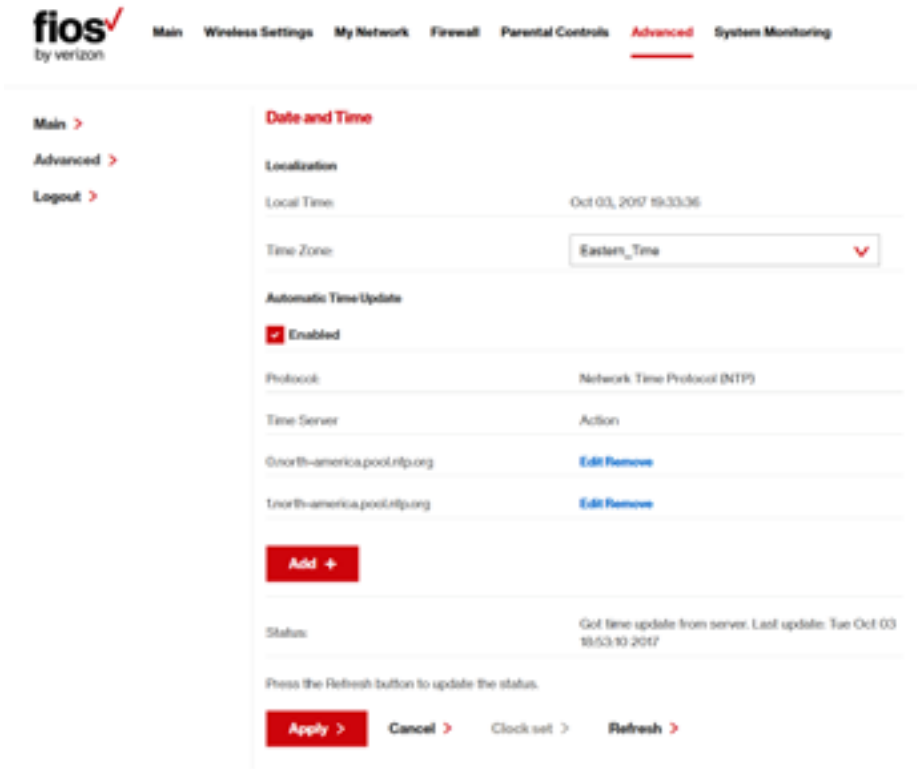 fios
by verizon
Main Wireless Settings My Network Firewall Parental Controls Advanced System Monitoring
Main >
Advanced >
Logout >
Date and Time
Localization
Local Time: Oct 03, 2017 19:33:36
Time Zone: Eastern_Time
Automatic Time Update
Enabled
Protocol: Network Time Protocol (NTP)
Time Server Action
0.north-america.pool.ntp.org Edit Remove
1.north-america.pool.ntp.org Edit Remove
Add +
Status: Got time update from server. Last update: Tue Oct 03
18:53:10 2017
Press the Refresh button to update the status.
Apply > Cancel > Clock set > Refresh >